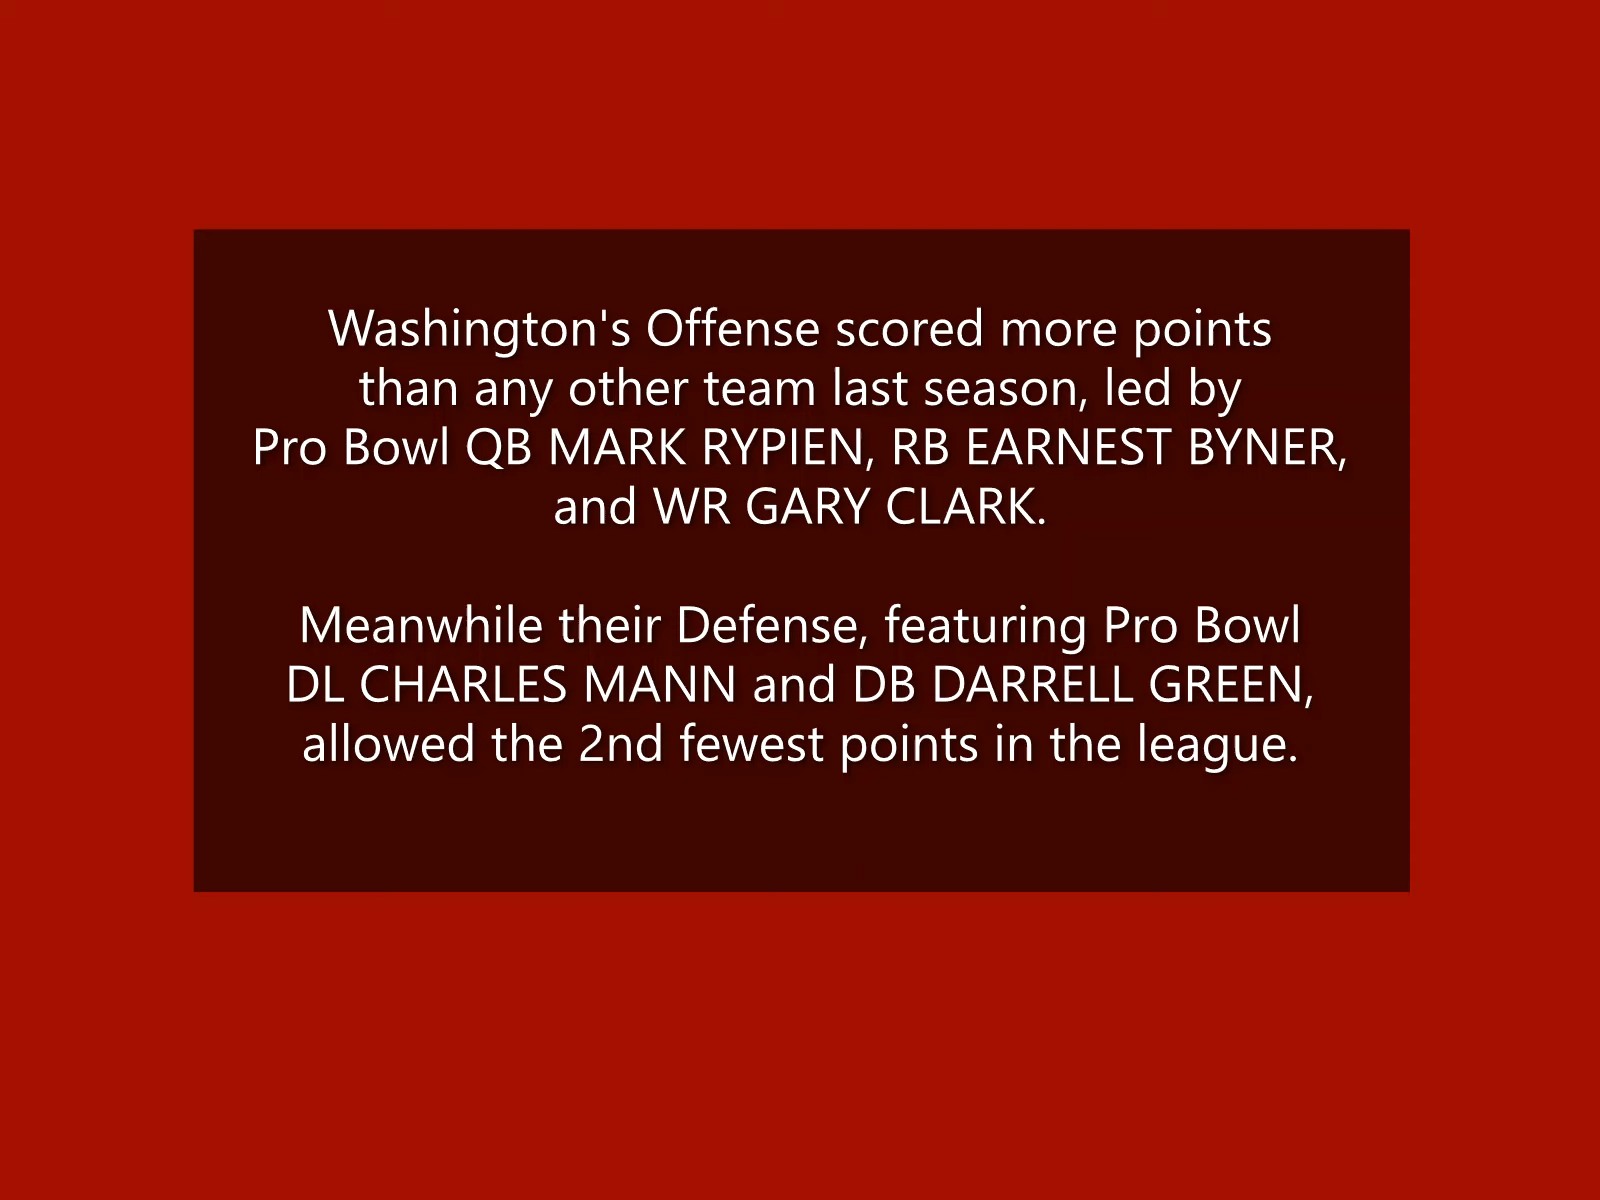 Washington's Offense scored more points
than any other team last season, led by
Pro Bowl QB MARK RYPIEN, RB EARNEST BYNER,
and WR GARY CLARK.
Meanwhile their Defense, featuring Pro Bowl
DL CHARLES MANN and DB DARRELL GREEN,
allowed the 2nd fewest points in the league.